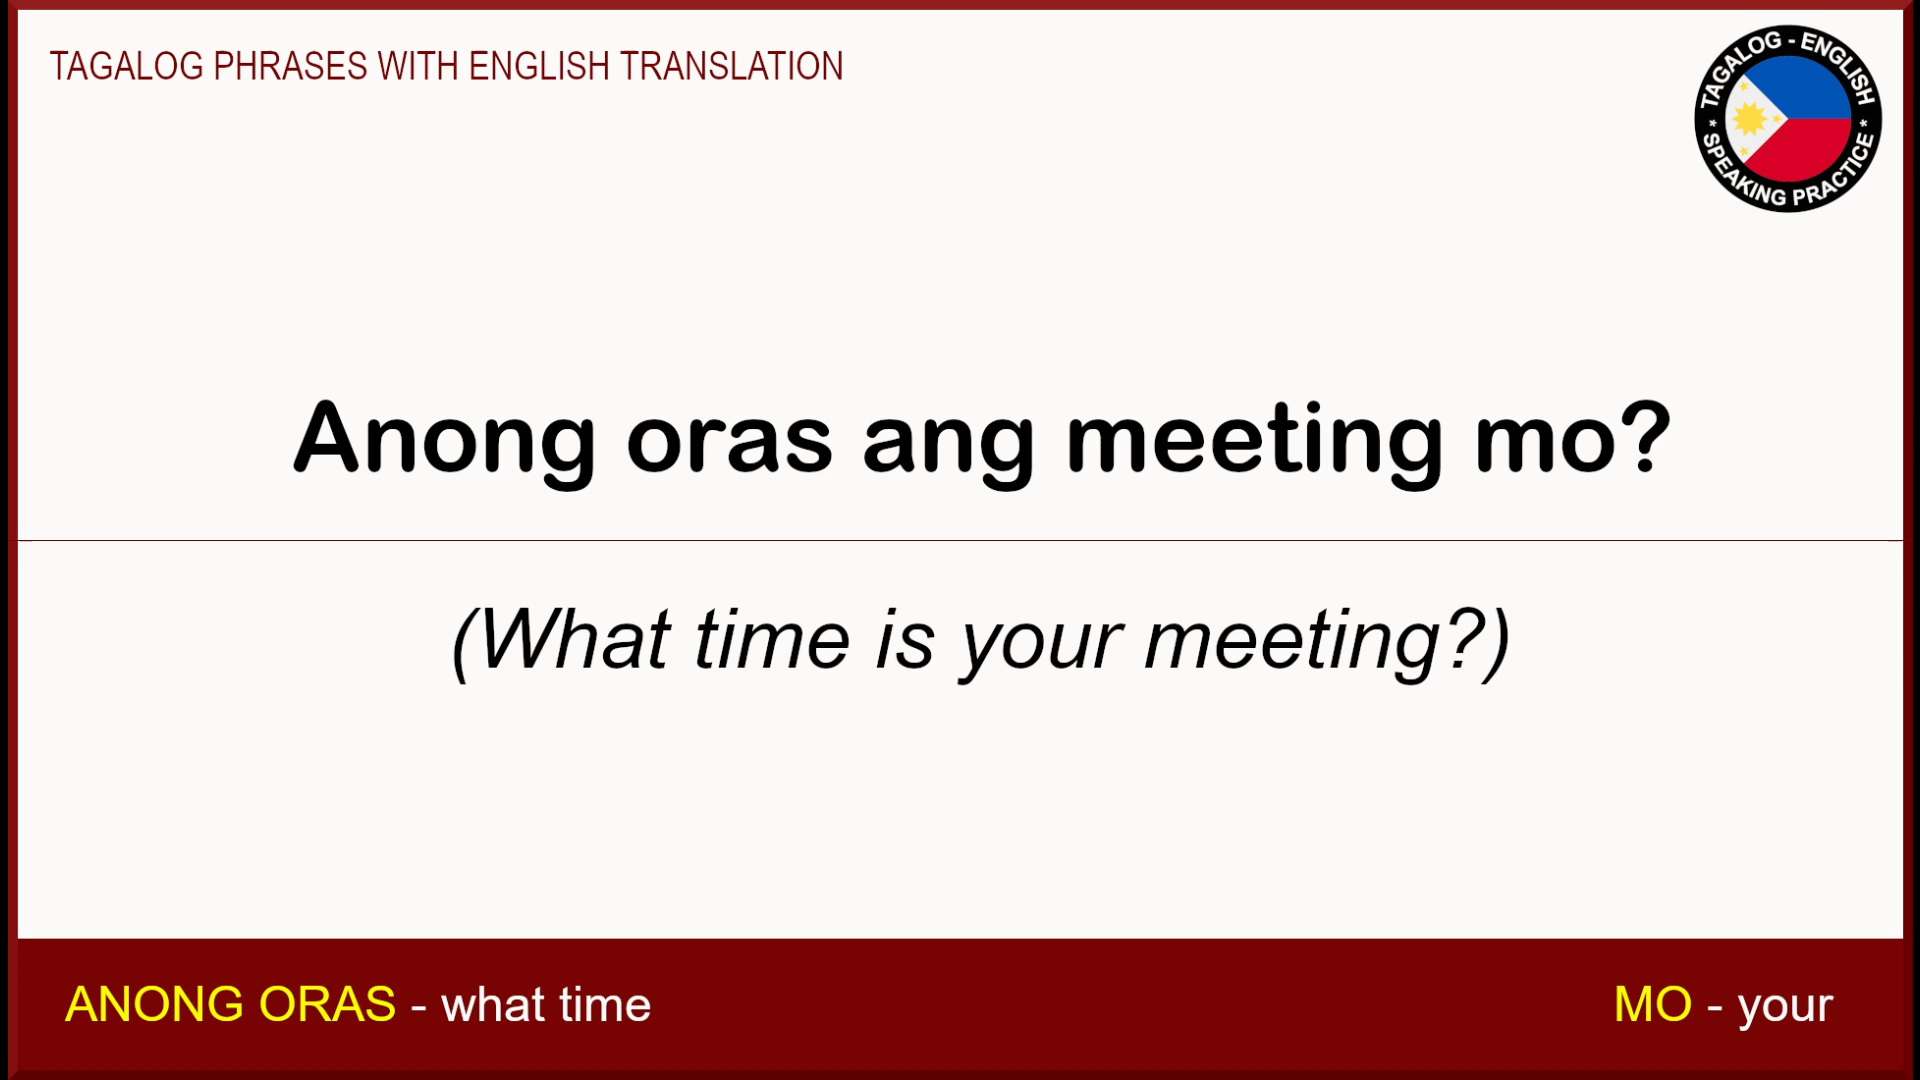 TAGALOG PHRASES WITH ENGLISH TRANSLATION
TAGALOG - ENGLISH
* SPEAKING PRACTICE *
Anong oras ang meeting mo?
(What time is your meeting?)
ANONG ORAS - what time
MO - your